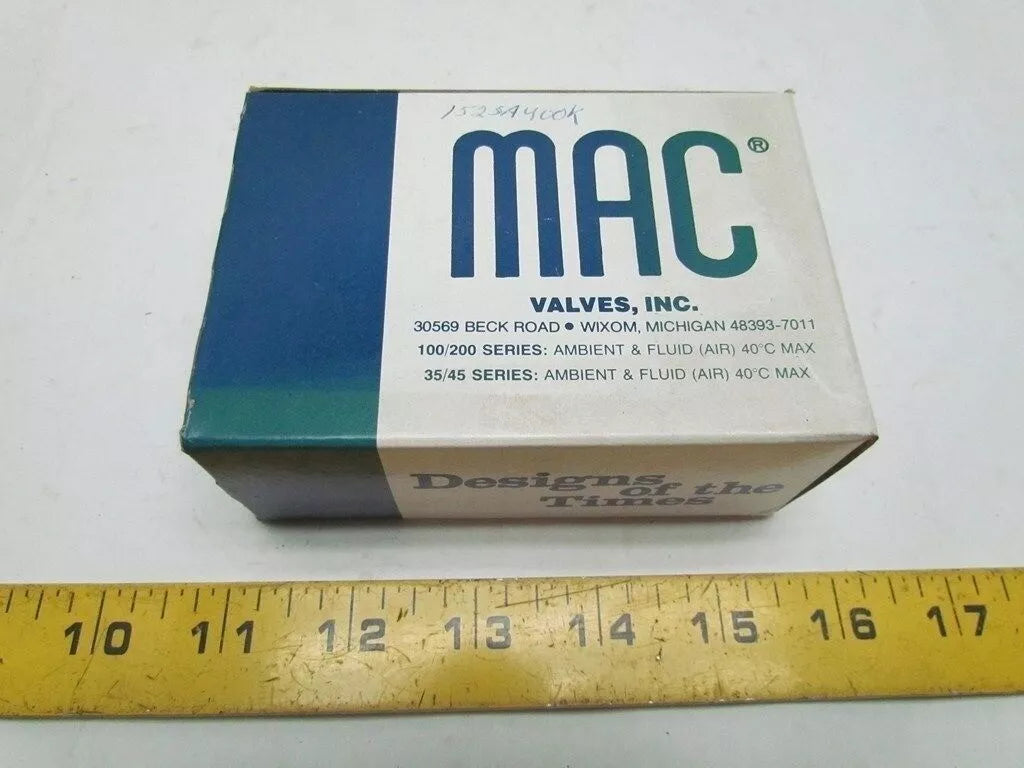 MAC®
VALVES, INC.
30569 BECK ROAD ● WIXOM, MICHIGAN 48393-7011
100/200 SERIES: AMBIENT & FLUID (AIR) 40°C MAX
35/45 SERIES: AMBIENT & FLUID (AIR) 40°C MAX
Designs
of the
Times
10 11 12 13 14 15 16 17